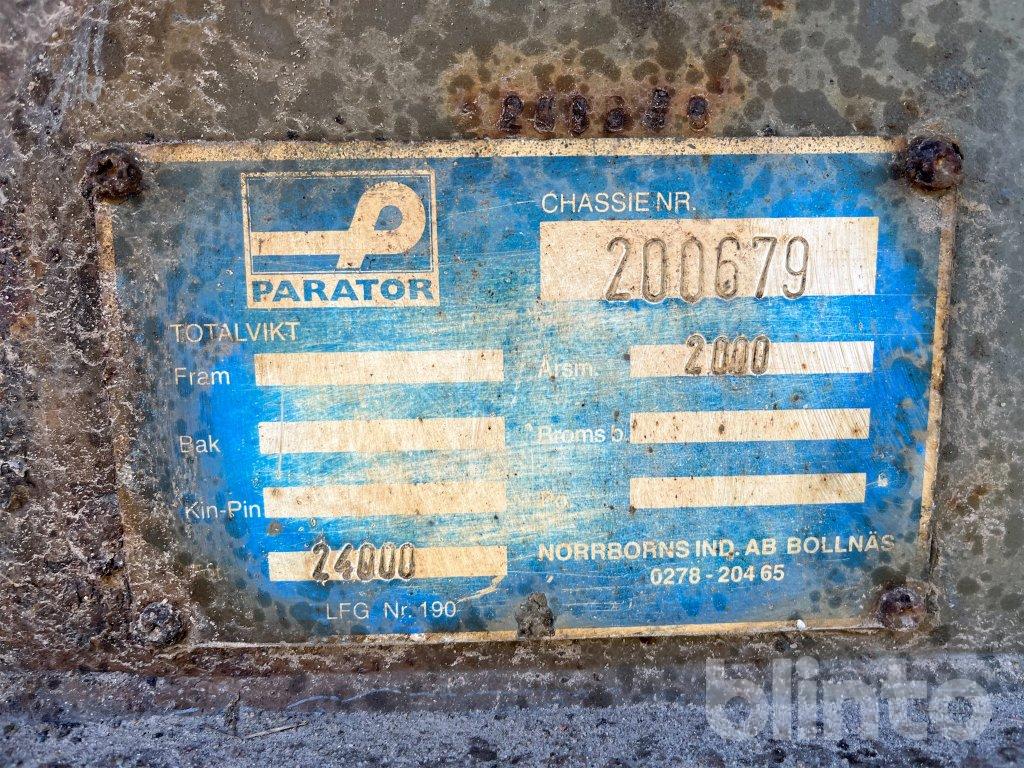 PARATOR
CHASSIE NR.
200679
TOTALVIKT
Fram
Årsm.
2000
Bak
Broms b.
Kin-Pin
24000
NORRBORNS IND. AB BOLLNÄS
0278 - 204 65
LFG Nr. 190
blinto